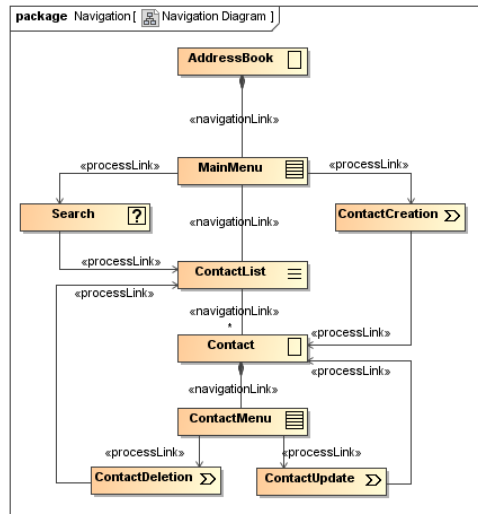 package Navigation [ Navigation Diagram ]
AddressBook
«navigationLink»
«processLink»
MainMenu
«processLink»
Search
?
«navigationLink»
ContactCreation
«processLink»
ContactList
«processLink»
«navigationLink»
*
«processLink»
Contact
«processLink»
«navigationLink»
ContactMenu
«processLink»
«processLink»
ContactDeletion
ContactUpdate